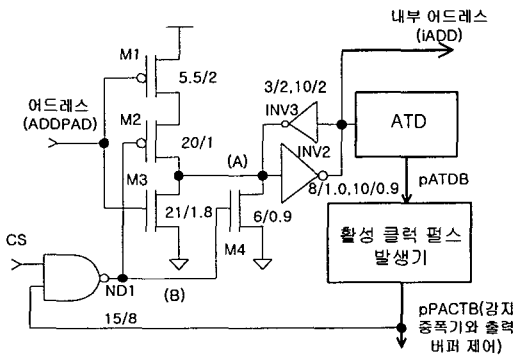 내부 어드레스
(iADD)
M1
5.5/2
3/2,10/2
어드레스
(ADDPAD)
M2
INV3
ATD
20/1
(A)
INV2
M3
8/1.0,10/0.9
pATDB
21/1.8
6/0.9
활성 클럭 펄스
발생기
CS
M4
ND1
(B)
15/8
pPACTB(감지
증폭기와 출력
버퍼 제어)